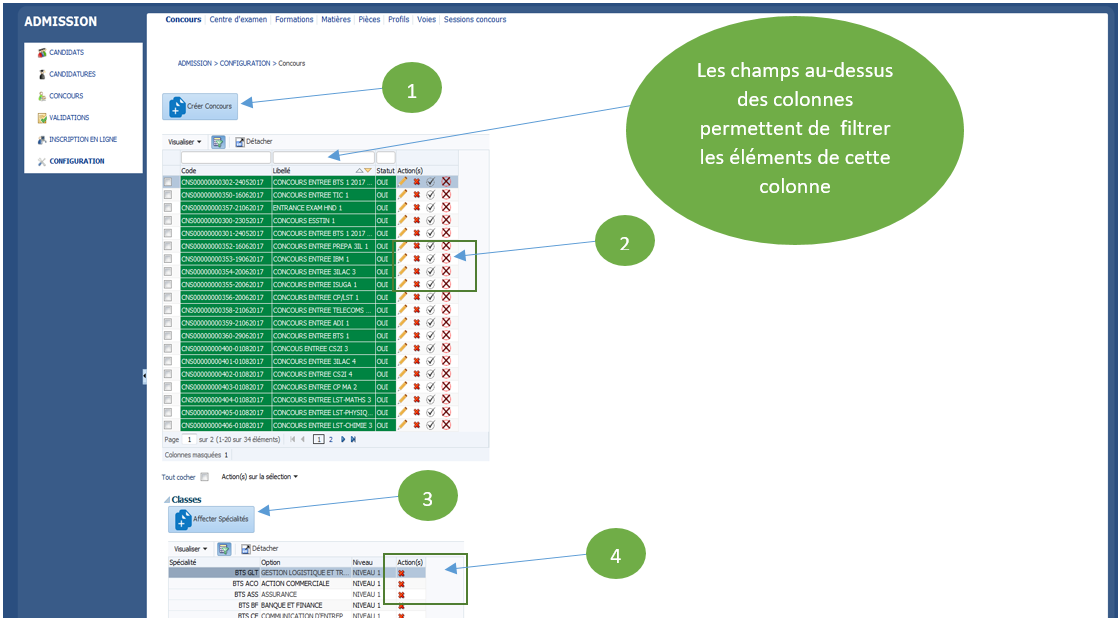 ADMISSION
CANDIDATS
CANDIDATURES
CONCOURS
VALIDATIONS
INSCRIPTION EN LIGNE
CONFIGURATION
Concours Centre d'examen Formations Matières Pièces Profils Voies Sessions concours
ADMISSION > CONFIGURATION > Concours
Créer Concours
1
Les champs au-dessus
des colonnes
permettent de filtrer
les éléments de cette
colonne
Visualiser Détacher
Code Libellé Statut Action(s)
CNS00000000302-24052017 CONCOURS ENTREE BTS 1 2017 ... OUI
CNS00000000350-16062017 CONCOURS ENTREE TIC 1 OUI
CNS00000000357-21062017 ENTRANCE EXAM HND 1 OUI
CNS00000000300-23052017 CONCOURS ESSTIN 1 OUI
CNS00000000301-24052017 CONCOURS ENTREE BTS 1 2017 ... OUI
CNS00000000352-16062017 CONCOURS ENTREE PREPA 3IL 1 OUI
CNS00000000353-19062017 CONCOURS ENTREE IBM 1 OUI
CNS00000000354-20062017 CONCOURS ENTREE 3ILAC 3 OUI
CNS00000000355-20062017 CONCOURS ENTREE ISUGA 1 OUI
CNS00000000356-20062017 CONCOURS ENTREE CP/LST 1 OUI
CNS00000000358-21062017 CONCOURS ENTREE TELECOMS ... OUI
CNS00000000359-21062017 CONCOURS ENTREE ADI 1 OUI
CNS00000000360-29062017 CONCOURS ENTREE BTS 1 OUI
CNS00000000400-01082017 CONCOUS ENTREE CS2I 3 OUI
CNS00000000401-01082017 CONCOURS ENTREE 3ILAC 4 OUI
CNS00000000402-01082017 CONCOURS ENTREE CS2I 4 OUI
CNS00000000403-01082017 CONCOURS ENTREE CP MA 2 OUI
CNS00000000404-01082017 CONCOURS ENTREE LST-MATHS 3 OUI
CNS00000000405-01082017 CONCOURS ENTREE LST-PHYSIQ... OUI
CNS00000000406-01082017 CONCOURS ENTREE LST-CHIMIE 3 OUI
2
Page 1 sur 2 (1-20 sur 34 éléments) 1 2
Colonnes masquées 1
Tout cocher Action(s) sur la sélection
Classes
3
Affecter Spécialités
4
Visualiser Détacher
Spécialité Option Niveau Action(s)
BTS GLT GESTION LOGISTIQUE ET TR... NIVEAU 1
BTS ACO ACTION COMMERCIALE NIVEAU 1
BTS ASS ASSURANCE NIVEAU 1
BTS BF BANQUE ET FINANCE NIVEAU 1
BTS CE COMMUNICATION D'ENTREP... NIVEAU 1